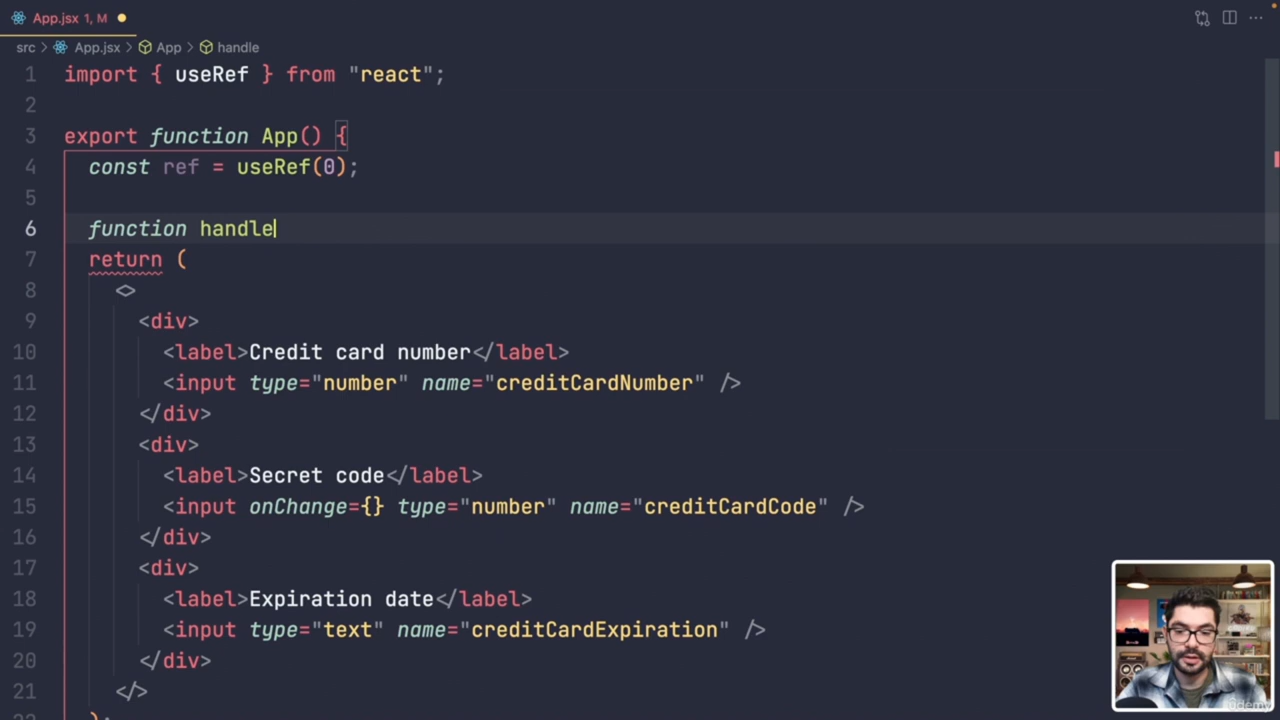 App.jsx 1, M
src > App.jsx > App > handle
1 import { useRef } from "react";
2
3 export function App() {
4 const ref = useRef(0);
5
6 function handle
7 return (
8 <>
9 <div>
10 <label>Credit card number</label>
11 <input type="number" name="creditCardNumber" />
12 </div>
13 <div>
14 <label>Secret code</label>
15 <input onChange={} type="number" name="creditCardCode" />
16 </div>
17 <div>
18 <label>Expiration date</label>
19 <input type="text" name="creditCardExpiration" />
20 </div>
21 </>
);
Udemy